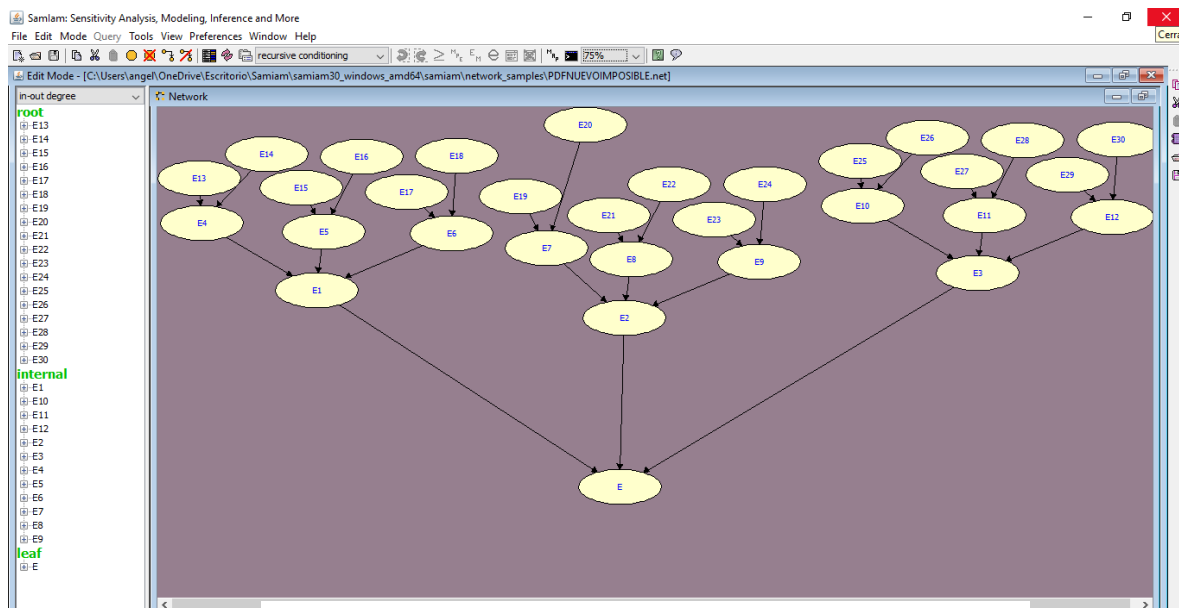 SamIam: Sensitivity Analysis, Modeling, Inference and More
File Edit Mode Query Tools View Preferences Window Help
Cerra
recursive conditioning
75%
Edit Mode - [C:\Users\angel\OneDrive\Escritorio\Samiam\samiam30_windows_amd64\samiam\network_samples\PDFNUEVOIMPOSIBLE.net]
in-out degree
Network
root
E13
E14
E15
E16
E17
E18
E19
E20
E21
E22
E23
E24
E25
E26
E27
E28
E29
E30
internal
E1
E10
E11
E12
E2
E3
E4
E5
E6
E7
E8
E9
leaf
E
E20
E14 E16 E18 E26 E28 E30
E13 E15 E17 E19 E22 E24 E25 E27 E29
E4 E5 E6 E21 E23 E10 E11 E12
E7 E8 E9
E1 E2 E3
E